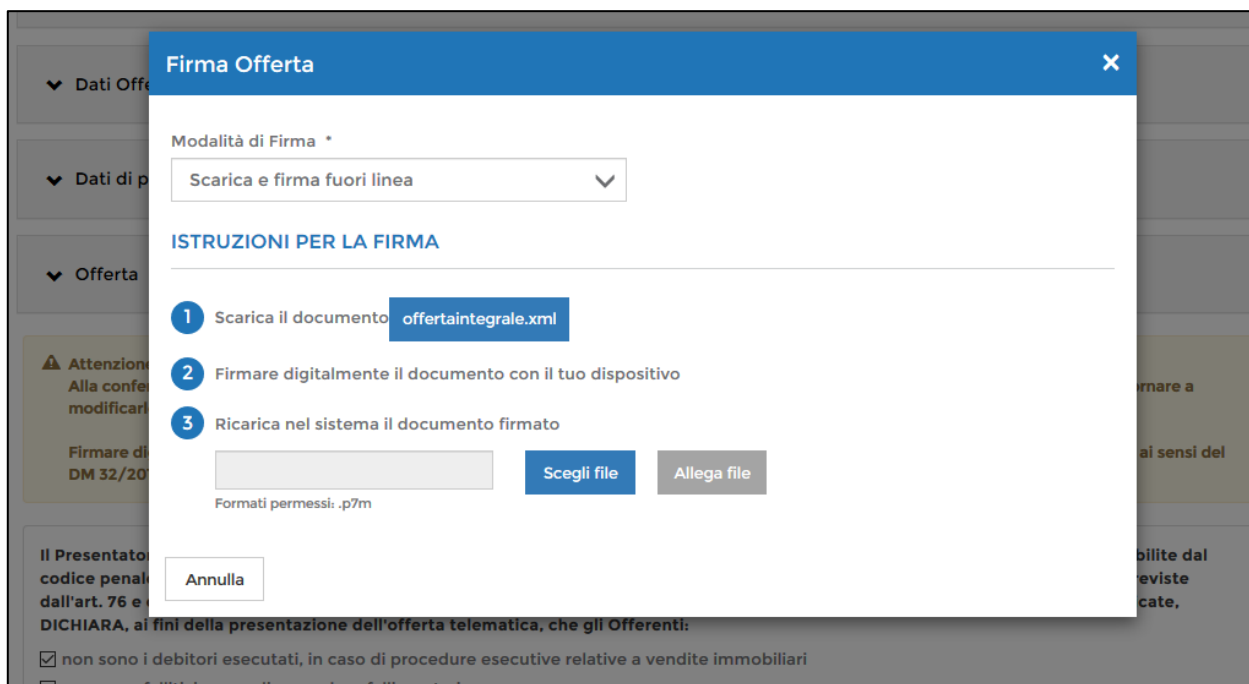 Firma Offerta
Dati Offe
Modalità di Firma *
Scarica e firma fuori linea
Dati di p
ISTRUZIONI PER LA FIRMA
Offerta
1 Scarica il documento offertaintegrale.xml
2 Firmare digitalmente il documento con il tuo dispositivo
3 Ricarica nel sistema il documento firmato
Scegli file Allega file
Formati permessi: .p7m
Annulla
Attenzione
Alla confer ornare a
modificarl
Firmare di ai sensi del
DM 32/201
Il Presentator bilite dal
codice penale reviste
dall'art. 76 e cate,
DICHIARA, ai fini della presentazione dell'offerta telematica, che gli Offerenti:
non sono i debitori esecutati, in caso di procedure esecutive relative a vendite immobiliari